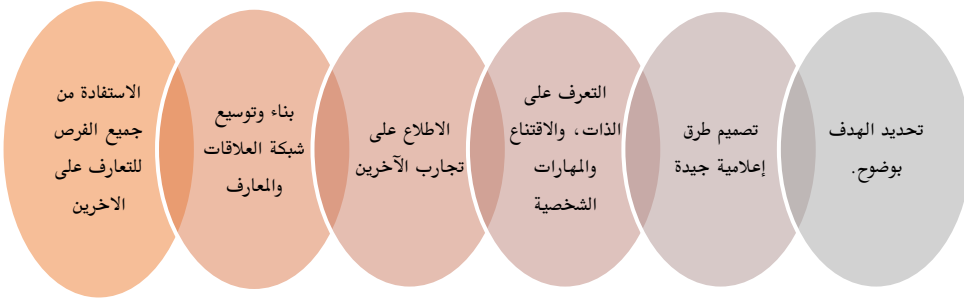 تحديد الهدف
بوضوح.
تصميم طرق
إعلامية جيدة
التعرف على
الذات، والاقتناع
والمهارات
الشخصية
الاطلاع على
تجارب الآخرين
بناء وتوسيع
شبكة العلاقات
والمعارف
الاستفادة من
جميع الفرص
للتعارف على
الاخرين